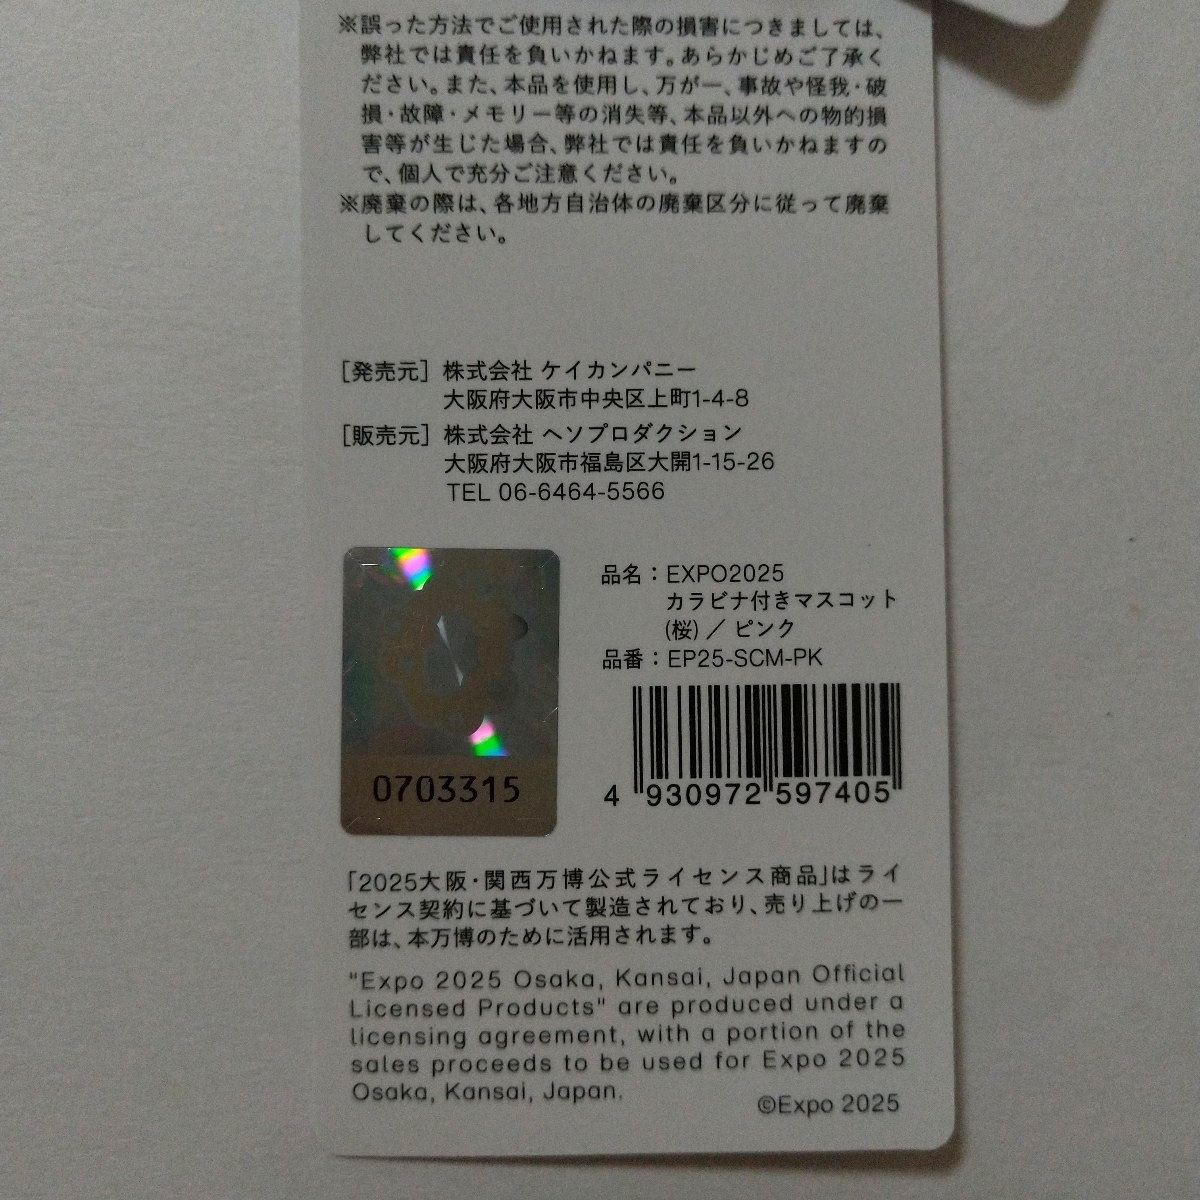 ※誤った方法でご使用された際の損害につきましては、
弊社では責任を負いかねます。あらかじめご了承く
ださい。また、本品を使用し、万が一、事故や怪我・破
損・故障・メモリー等の消失等、本品以外への物的損
害等が生じた場合、弊社では責任を負いかねますの
で、個人で充分ご注意ください。
※廃棄の際は、各地方自治体の廃棄区分に従って廃棄
してください。
[発売元] 株式会社 ケイカンパニー
大阪府大阪市中央区上町1-4-8
[販売元] 株式会社 ヘソプロダクション
大阪府大阪市福島区大開1-15-26
TEL 06-6464-5566
品名：EXPO2025
カラビナ付きマスコット
(桜)／ピンク
品番：EP25-SCM-PK
0703315
4 930972 597405
「2025大阪・関西万博公式ライセンス商品」はライ
センス契約に基づいて製造されており、売り上げの一
部は、本万博のために活用されます。
"Expo 2025 Osaka, Kansai, Japan Official
Licensed Products" are produced under a
licensing agreement, with a portion of the
sales proceeds to be used for Expo 2025
Osaka, Kansai, Japan.
©Expo 2025